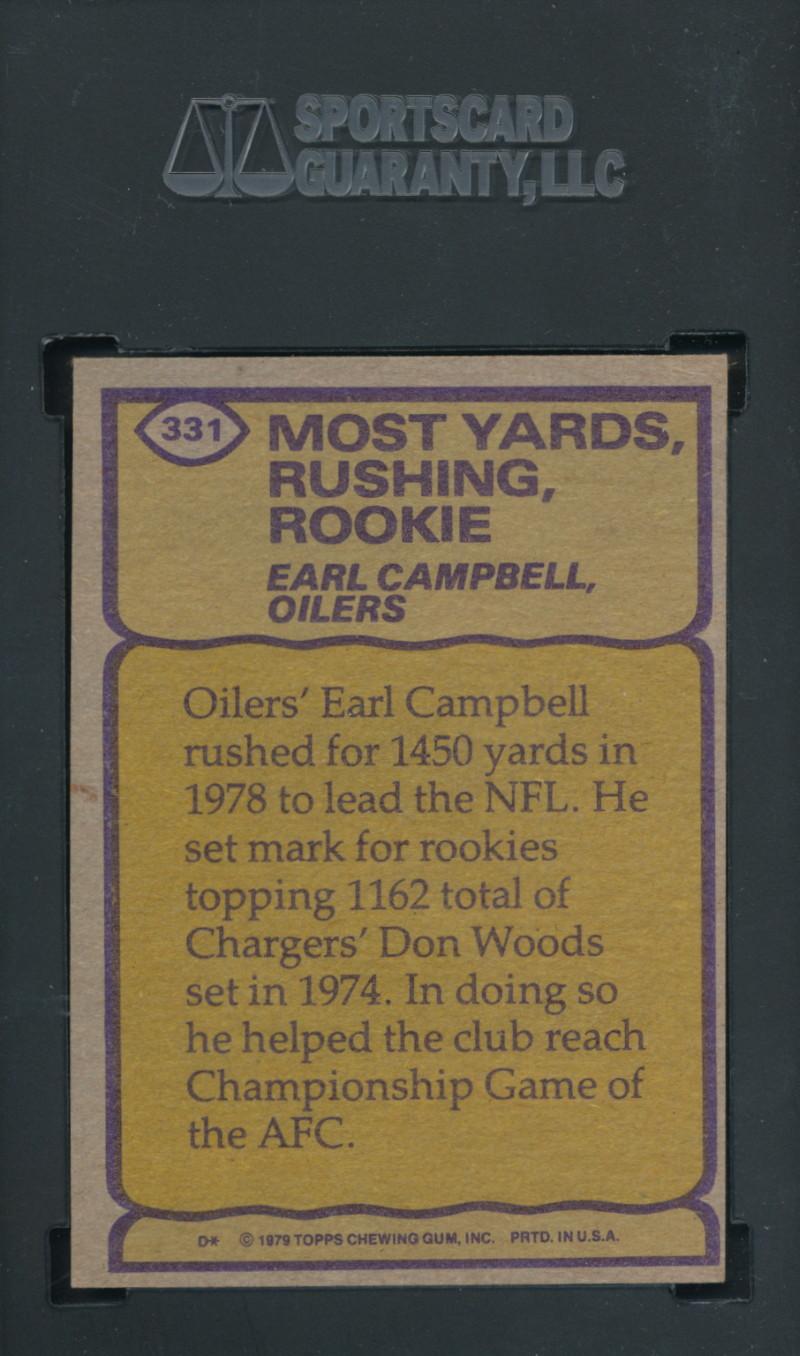 SPORTSCARD
GUARANTY, LLC
331
MOST YARDS,
RUSHING,
ROOKIE
EARL CAMPBELL,
OILERS
Oilers' Earl Campbell
rushed for 1450 yards in
1978 to lead the NFL. He
set mark for rookies
topping 1162 total of
Chargers' Don Woods
set in 1974. In doing so
he helped the club reach
Championship Game of
the AFC.
D* © 1979 TOPPS CHEWING GUM, INC. PRTD. IN U.S.A.